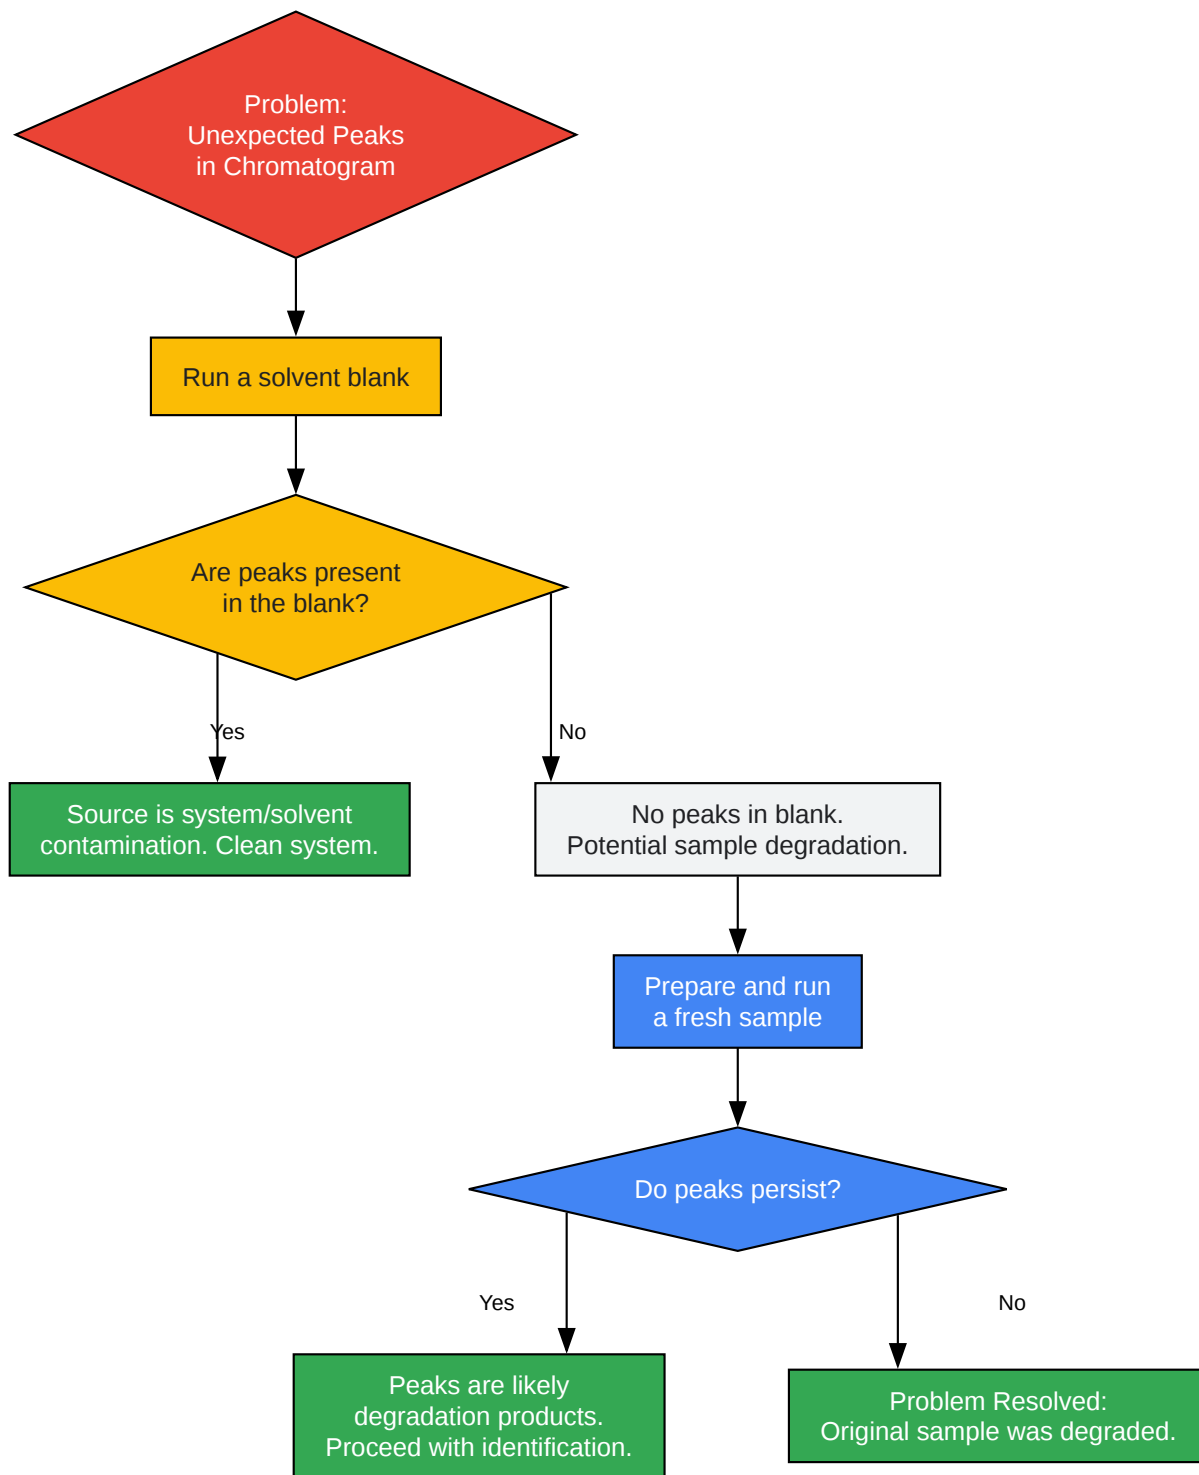 Problem:
Unexpected Peaks
in Chromatogram
Run a solvent blank
Are peaks present
in the blank?
Yes
No
Source is system/solvent
contamination. Clean system.
No peaks in blank.
Potential sample degradation.
Prepare and run
a fresh sample
Do peaks persist?
Yes
No
Peaks are likely
degradation products.
Proceed with identification.
Problem Resolved:
Original sample was degraded.